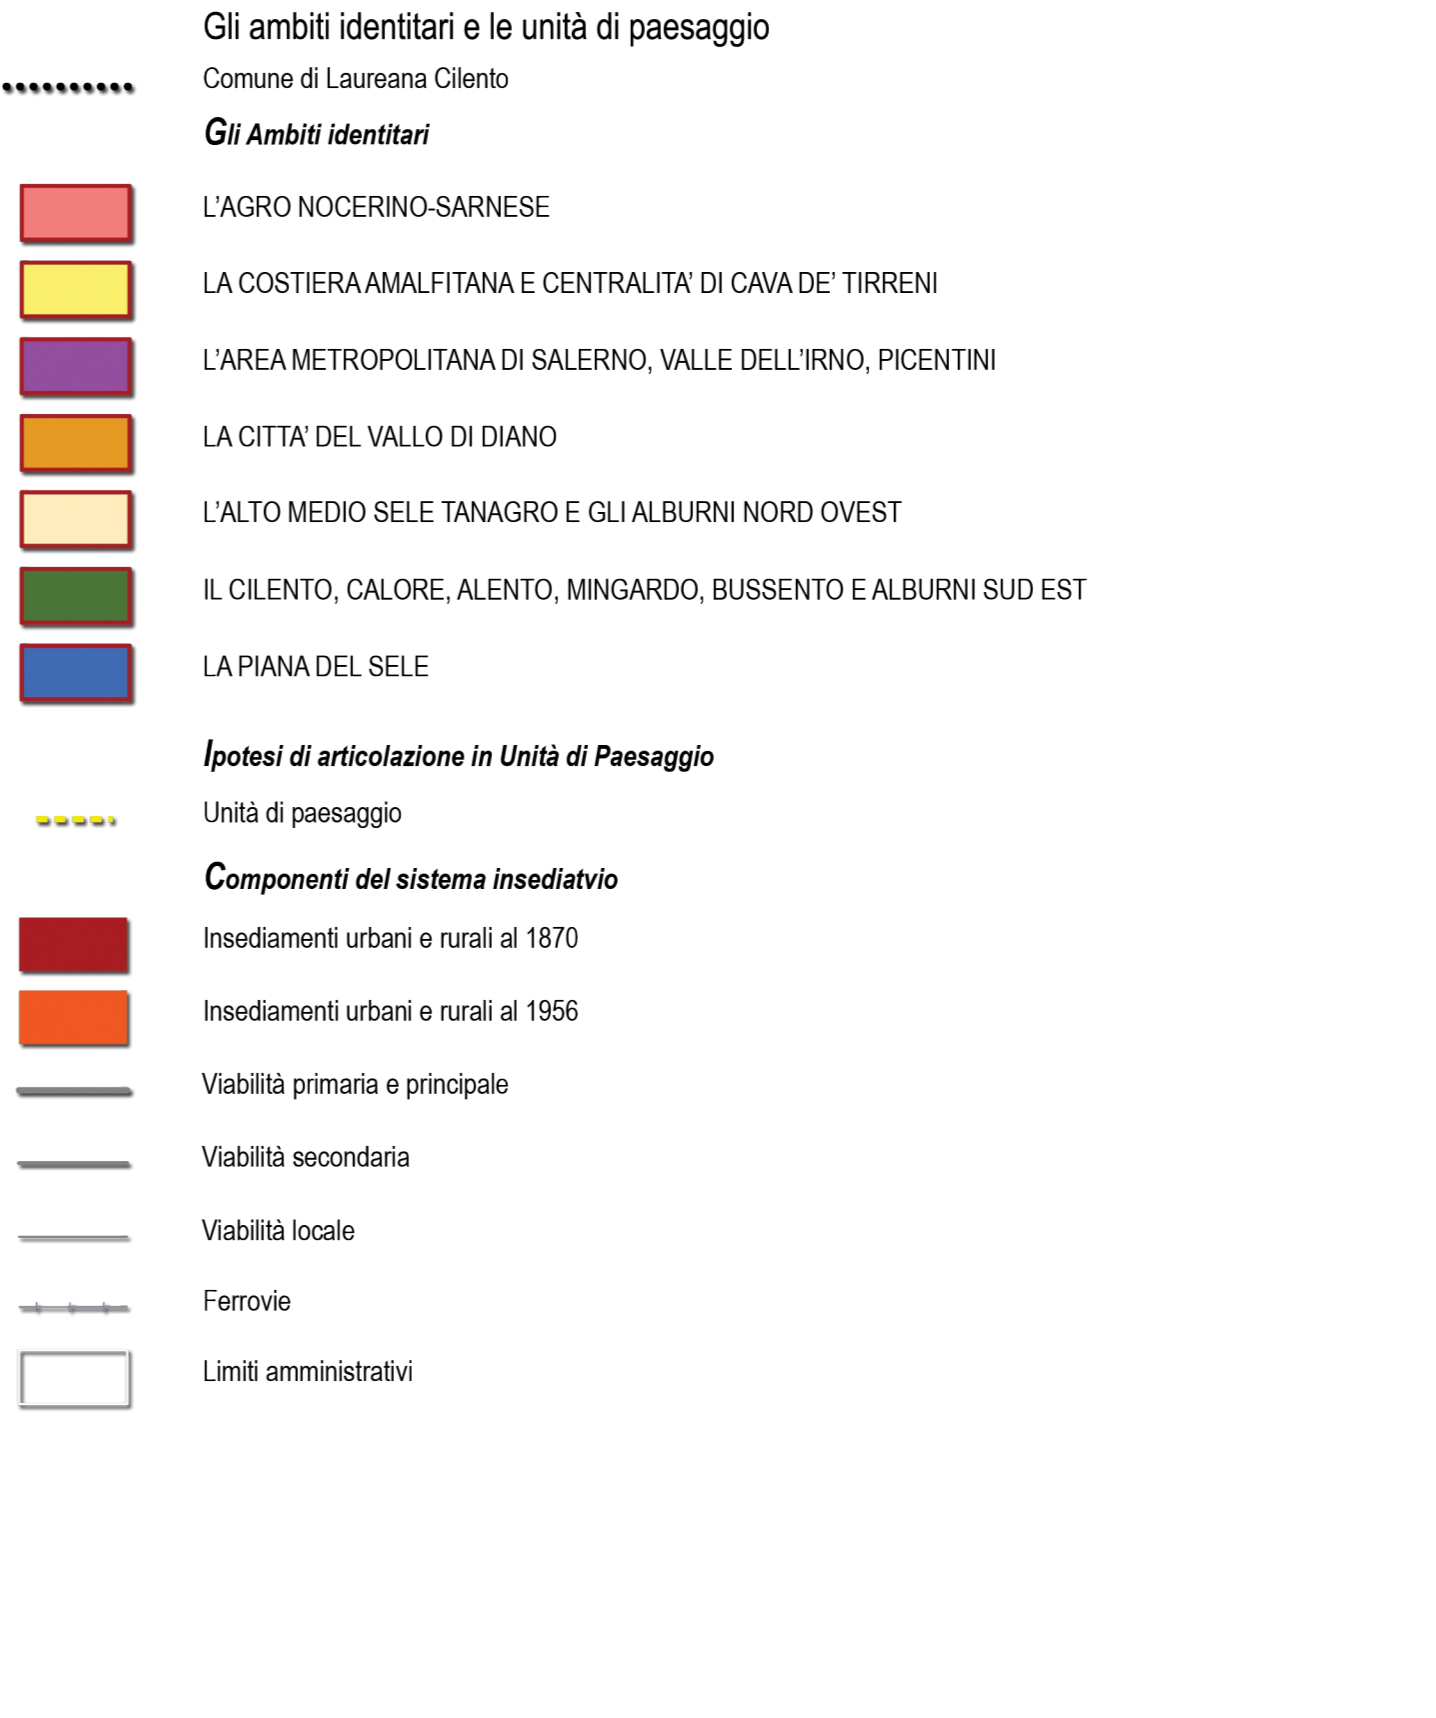 Gli ambiti identitari e le unità di paesaggio
Comune di Laureana Cilento
Gli Ambiti identitari
L’AGRO NOCERINO-SARNESE
LA COSTIERA AMALFITANA E CENTRALITA’ DI CAVA DE’ TIRRENI
L’AREA METROPOLITANA DI SALERNO, VALLE DELL’IRNO, PICENTINI
LA CITTA’ DEL VALLO DI DIANO
L’ALTO MEDIO SELE TANAGRO E GLI ALBURNI NORD OVEST
IL CILENTO, CALORE, ALENTO, MINGARDO, BUSSENTO E ALBURNI SUD EST
LA PIANA DEL SELE
Ipotesi di articolazione in Unità di Paesaggio
Unità di paesaggio
Componenti del sistema insediatvio
Insediamenti urbani e rurali al 1870
Insediamenti urbani e rurali al 1956
Viabilità primaria e principale
Viabilità secondaria
Viabilità locale
Ferrovie
Limiti amministrativi